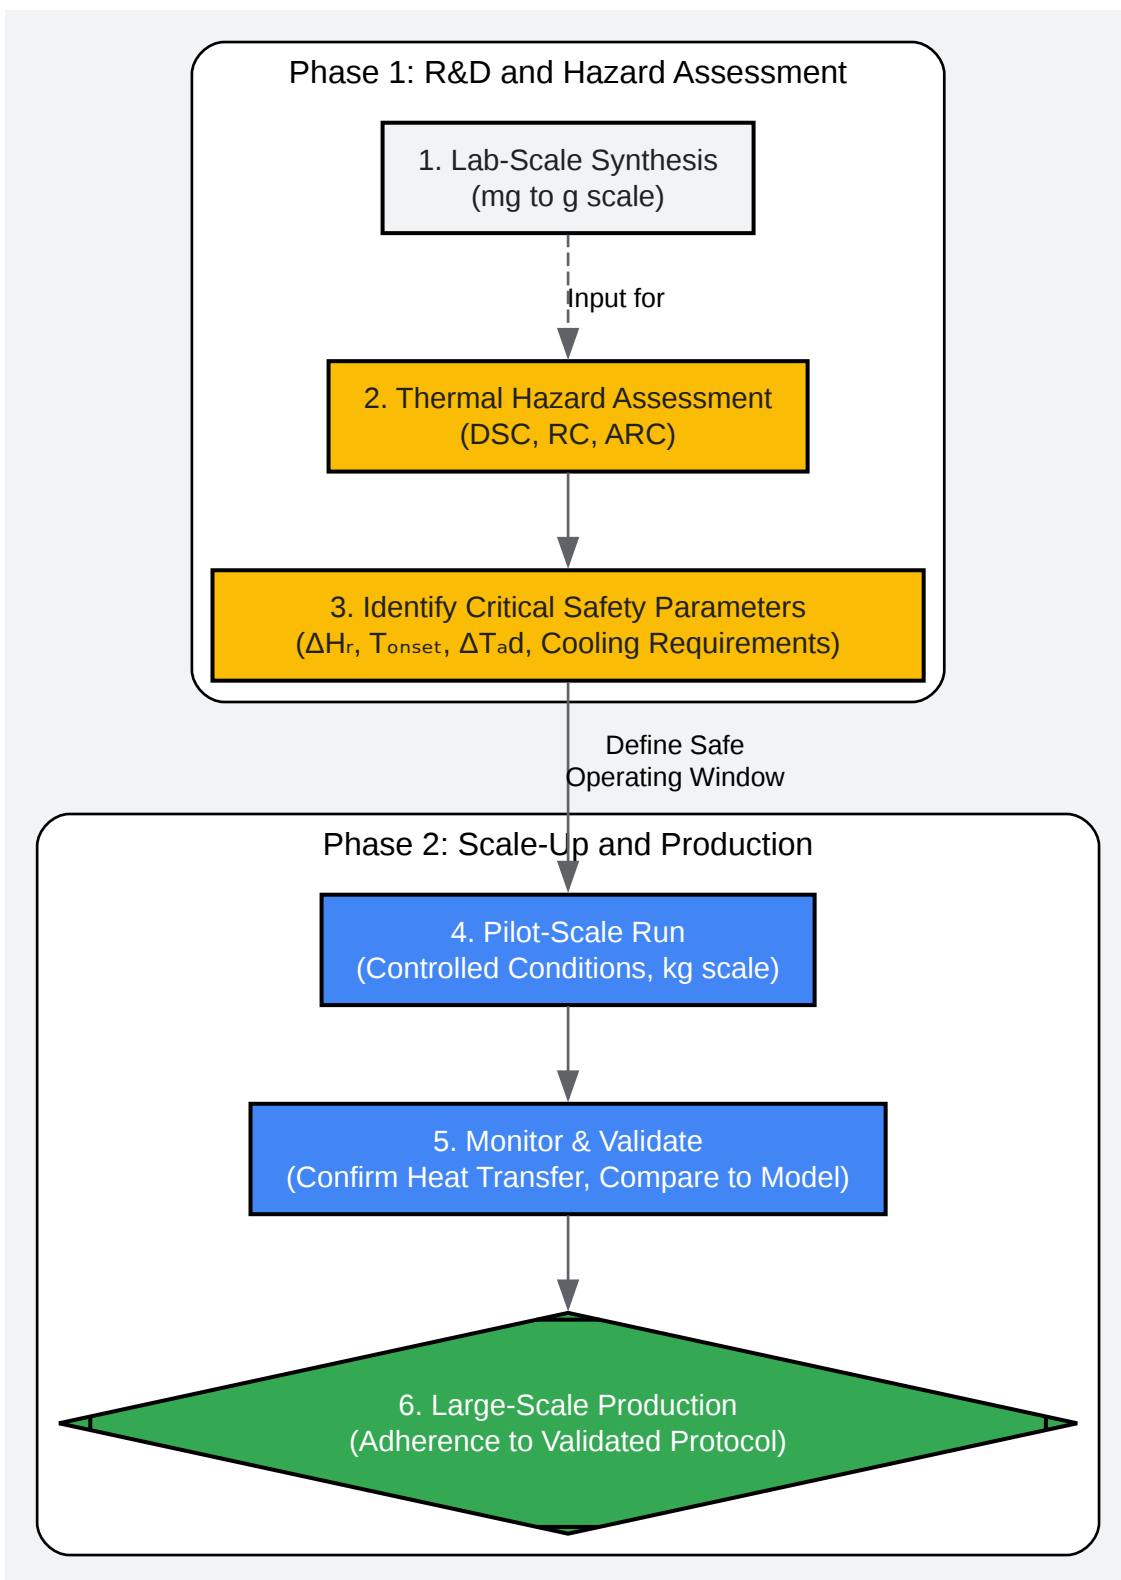 Phase 1: R&D and Hazard Assessment
1. Lab-Scale Synthesis
(mg to g scale)
Input for
2. Thermal Hazard Assessment
(DSC, RC, ARC)
3. Identify Critical Safety Parameters
(ΔHᵣ, Tₒₙₛₑₜ, ΔTₐd, Cooling Requirements)
Define Safe
Operating Window
Phase 2: Scale-Up and Production
4. Pilot-Scale Run
(Controlled Conditions, kg scale)
5. Monitor & Validate
(Confirm Heat Transfer, Compare to Model)
6. Large-Scale Production
(Adherence to Validated Protocol)